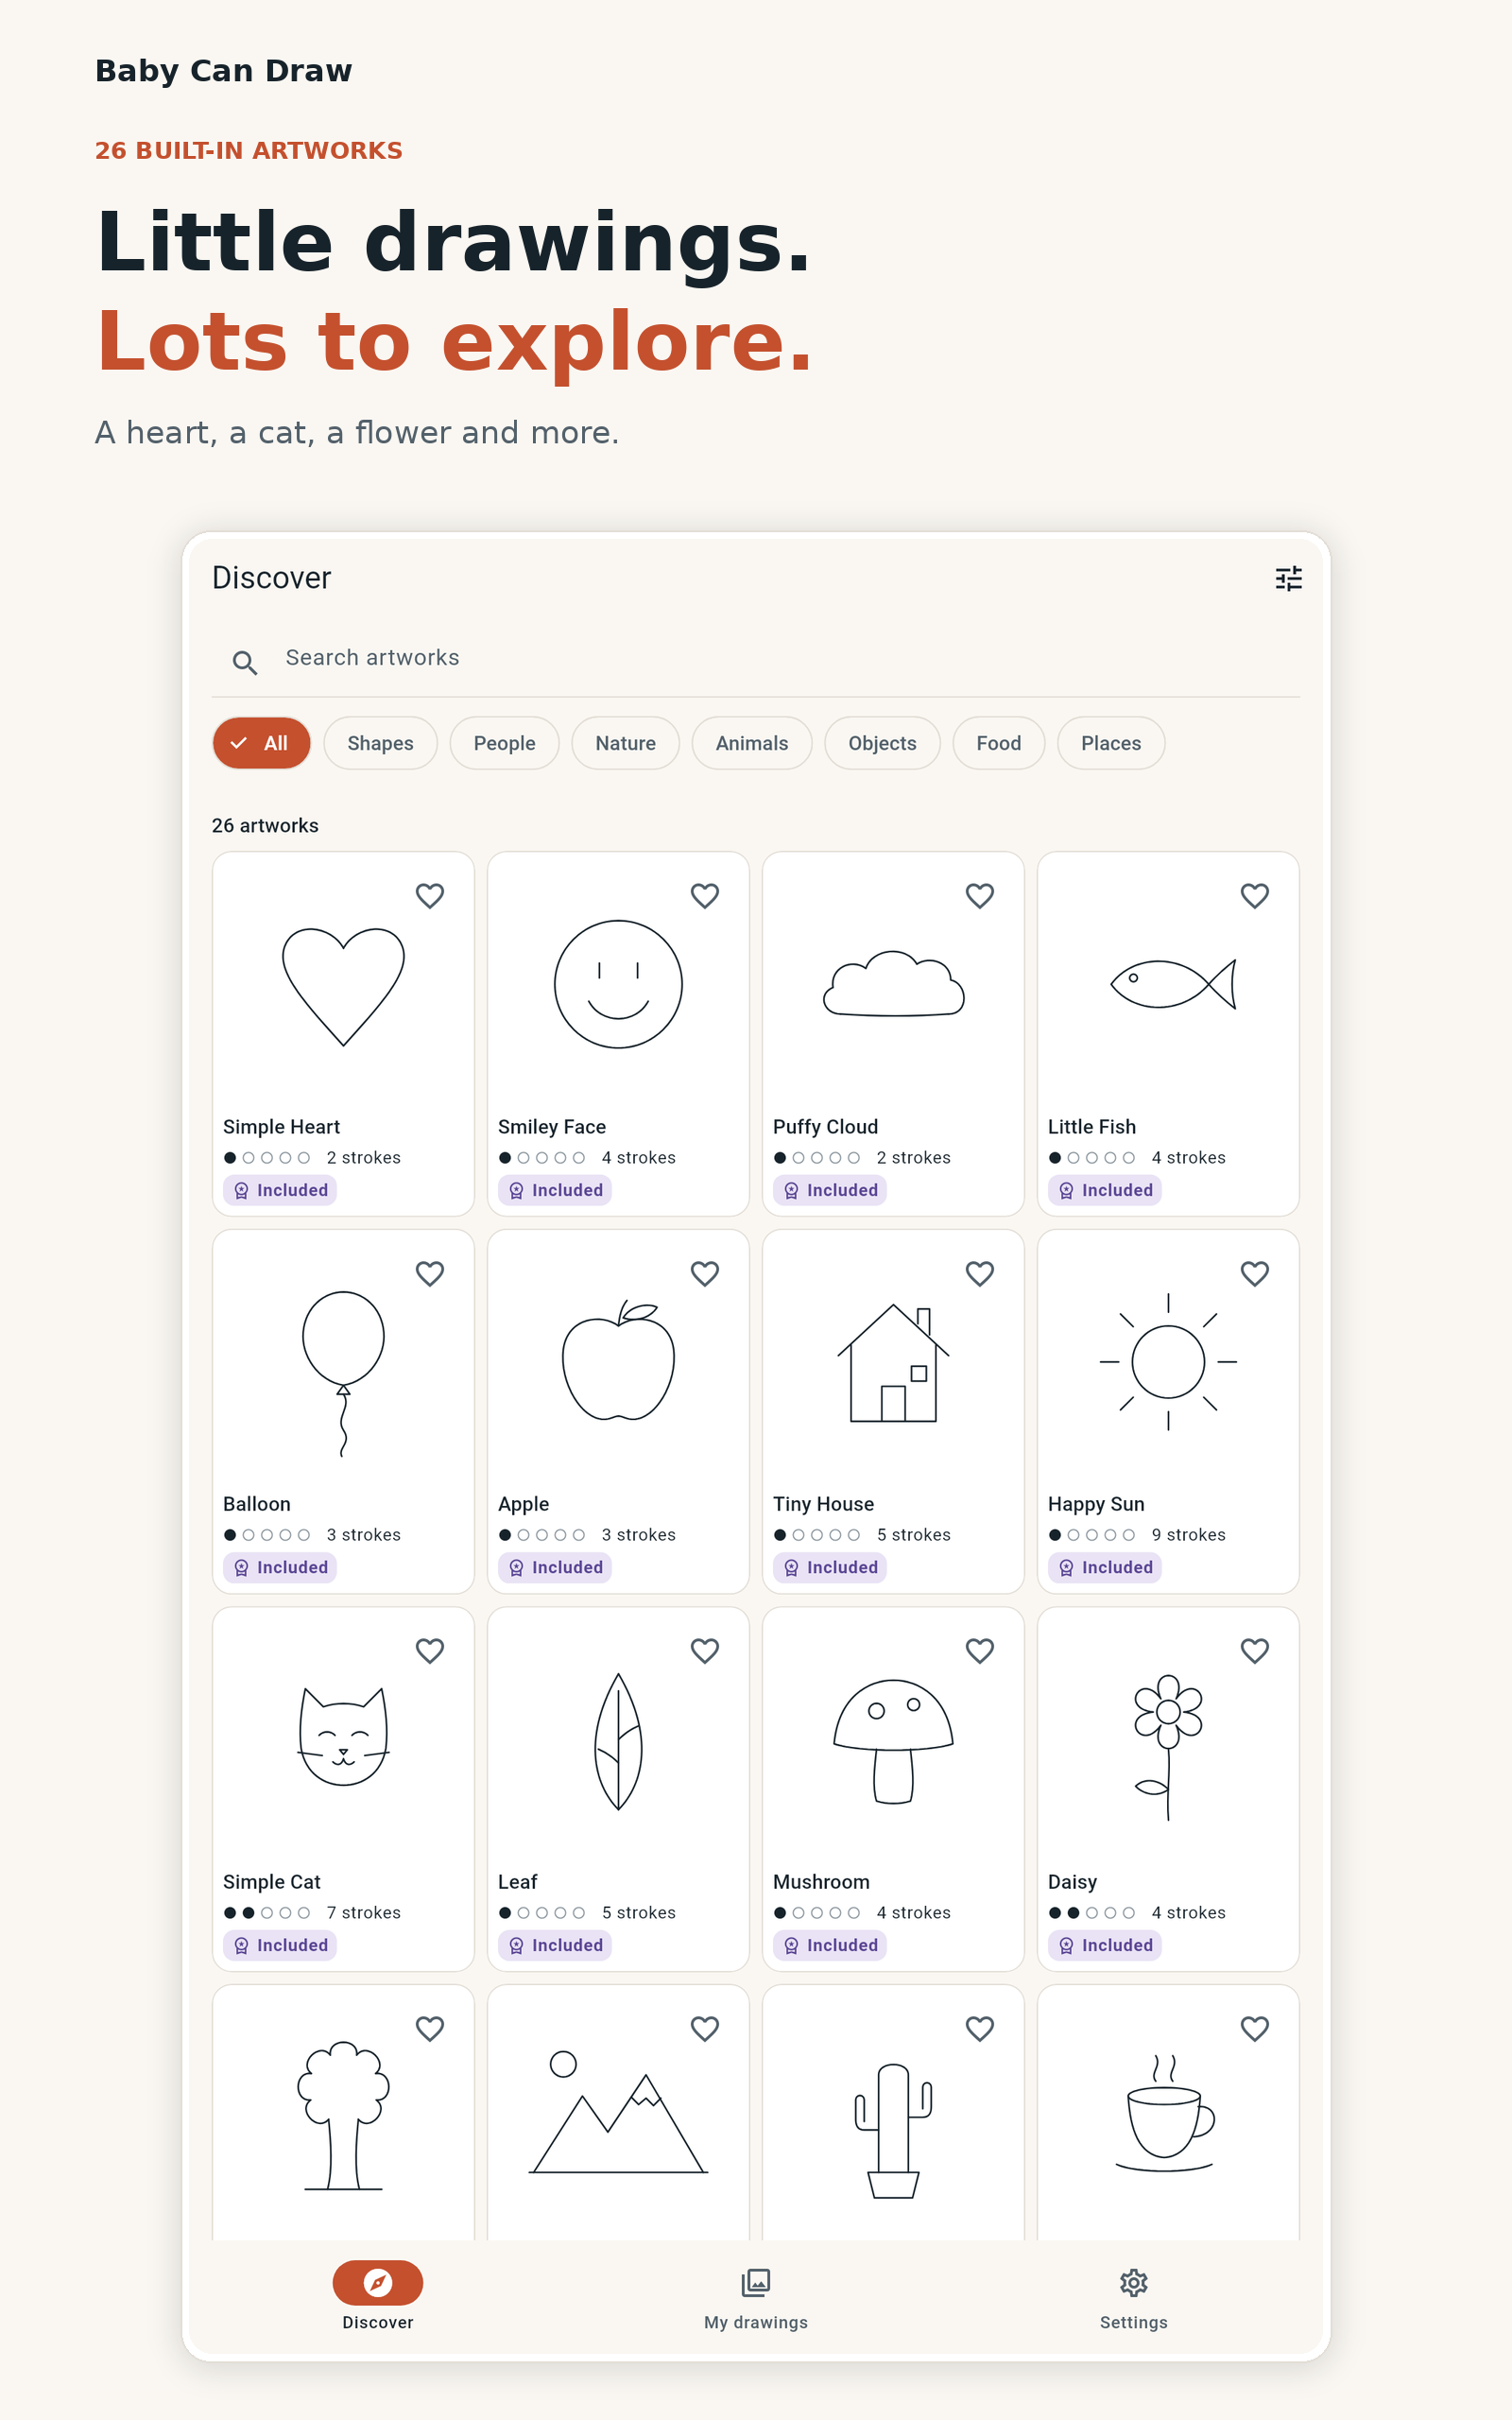 Baby Can Draw
26 BUILT-IN ARTWORKS
Little drawings.
Lots to explore.
A heart, a cat, a flower and more.
Discover
Search artworks
All Shapes People Nature Animals Objects Food Places
26 artworks
Simple Heart
2 strokes
Included
Smiley Face
4 strokes
Included
Puffy Cloud
2 strokes
Included
Little Fish
4 strokes
Included
Balloon
3 strokes
Included
Apple
3 strokes
Included
Tiny House
5 strokes
Included
Happy Sun
9 strokes
Included
Simple Cat
7 strokes
Included
Leaf
5 strokes
Included
Mushroom
4 strokes
Included
Daisy
4 strokes
Included
Discover
My drawings
Settings